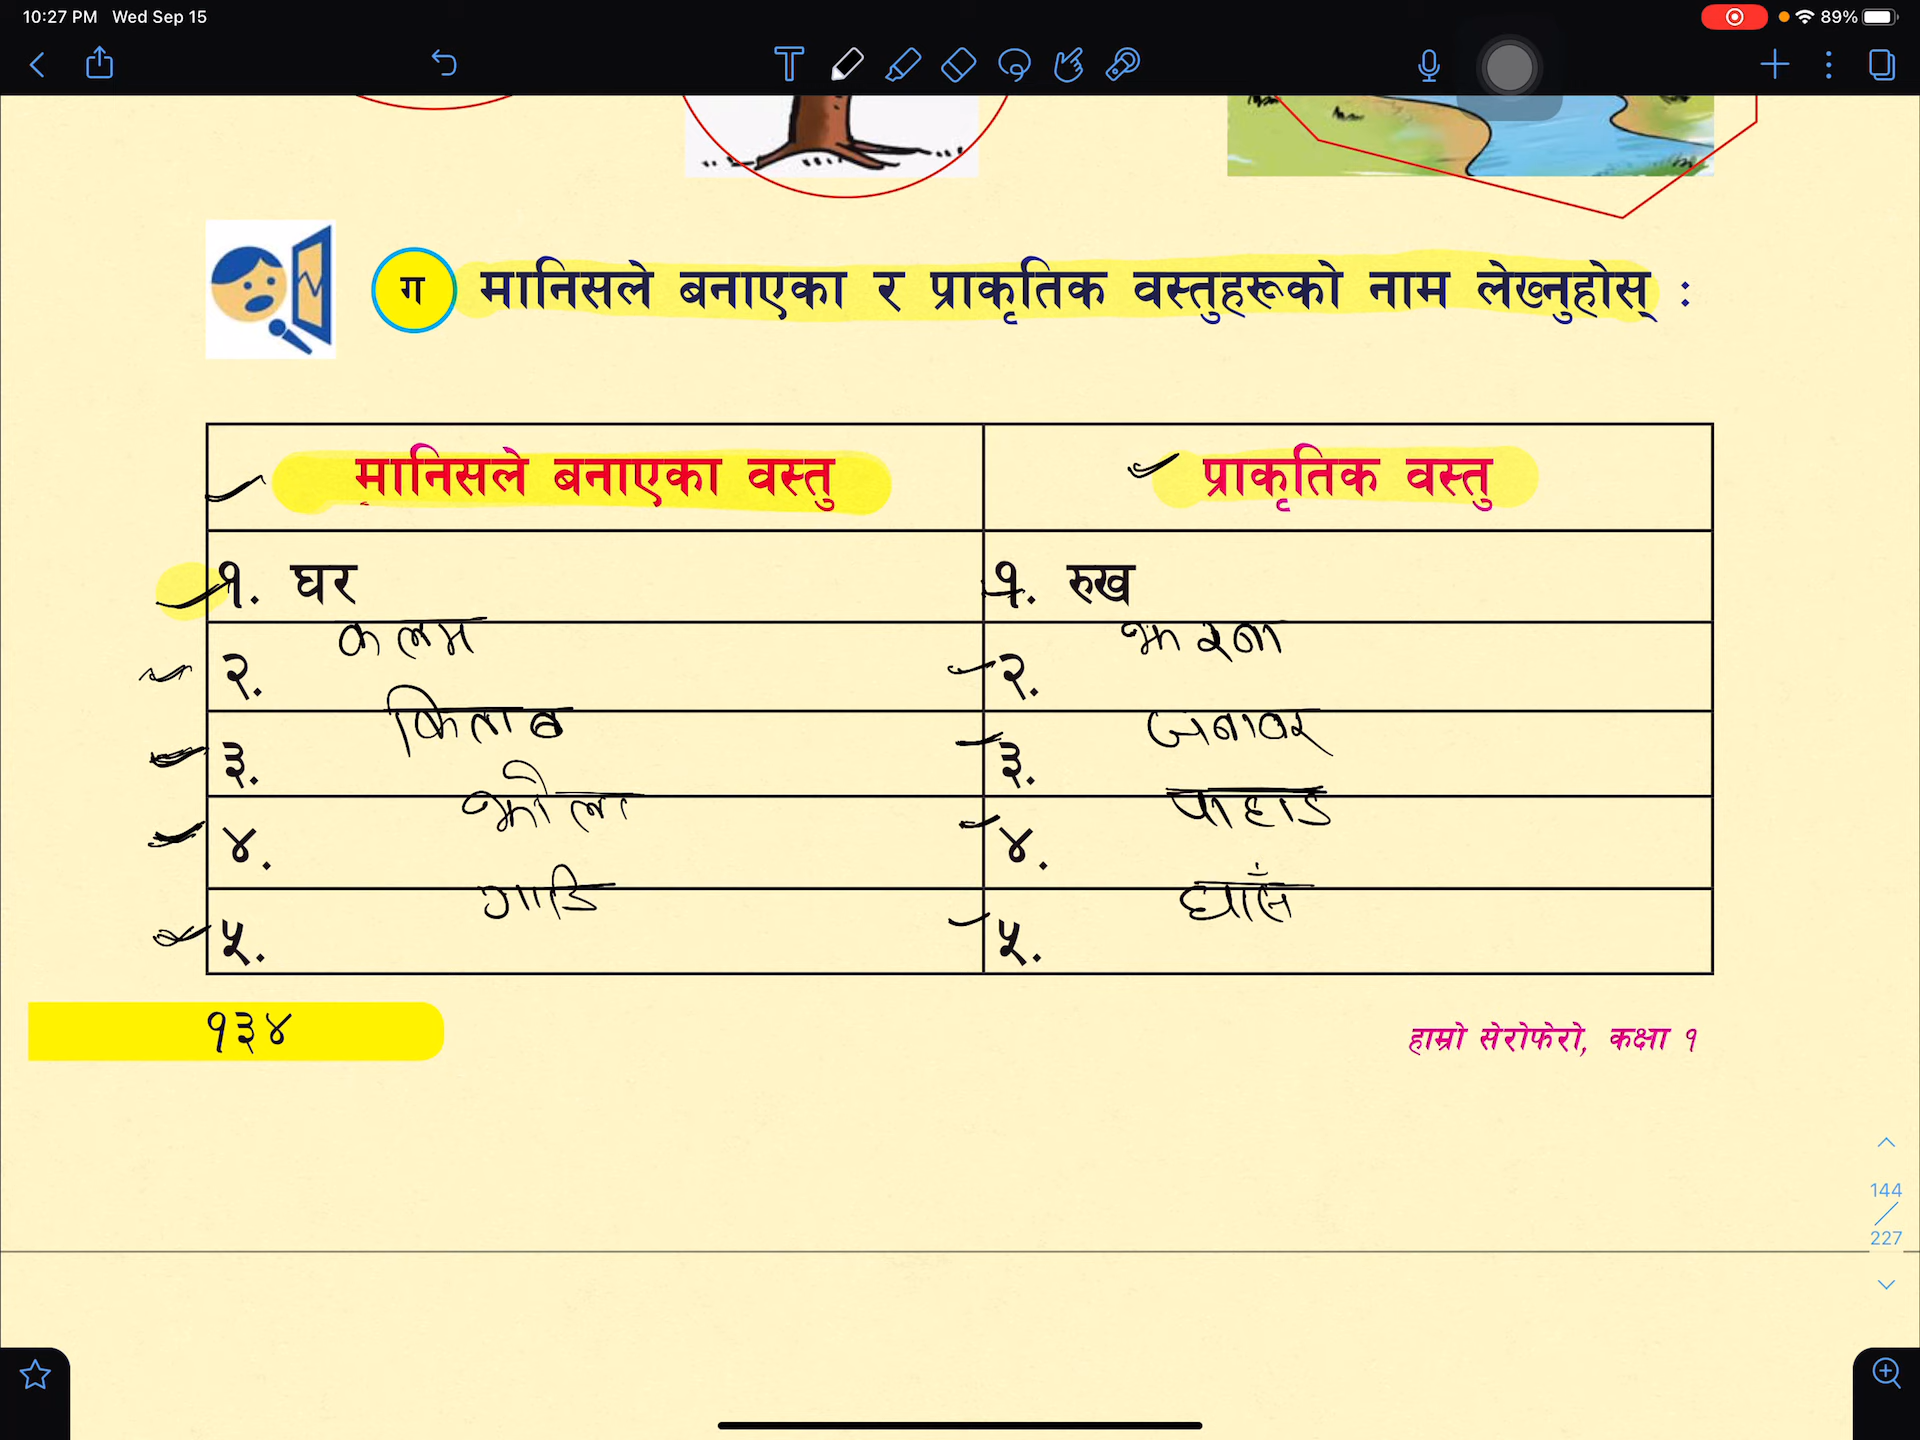 10:27 PM Wed Sep 15 89%
ग मानिसले बनाएका र प्राकृतिक वस्तुहरूको नाम लेख्नुहोस् :
मानिसले बनाएका वस्तु प्राकृतिक वस्तु
१. घर १. रुख
२. कलम २. झरना
३. किताब ३. जनावर
४. झोला ४. पाहाड
५. गाडि ५. घाँस
१३४ हाम्रो सेरोफेरो, कक्षा १
144
227